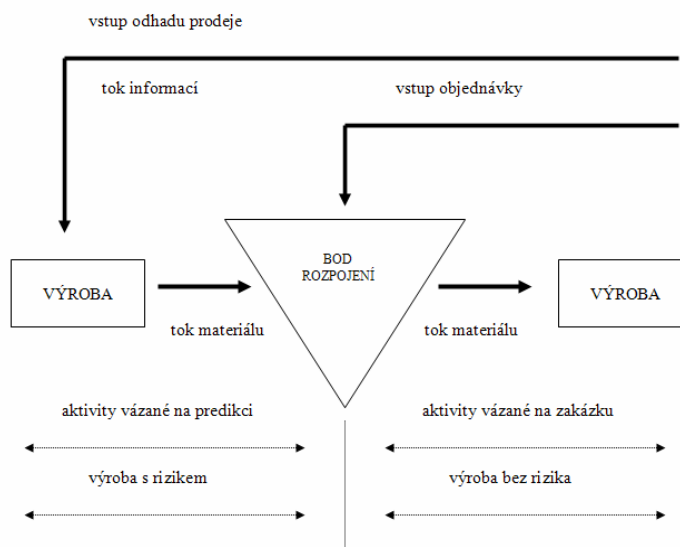 vstup odhadu prodeje
tok informací
vstup objednávky
BOD
ROZPOJENÍ
VÝROBA
VÝROBA
tok materiálu
tok materiálu
aktivity vázané na predikci
aktivity vázané na zakázku
výroba s rizikem
výroba bez rizika